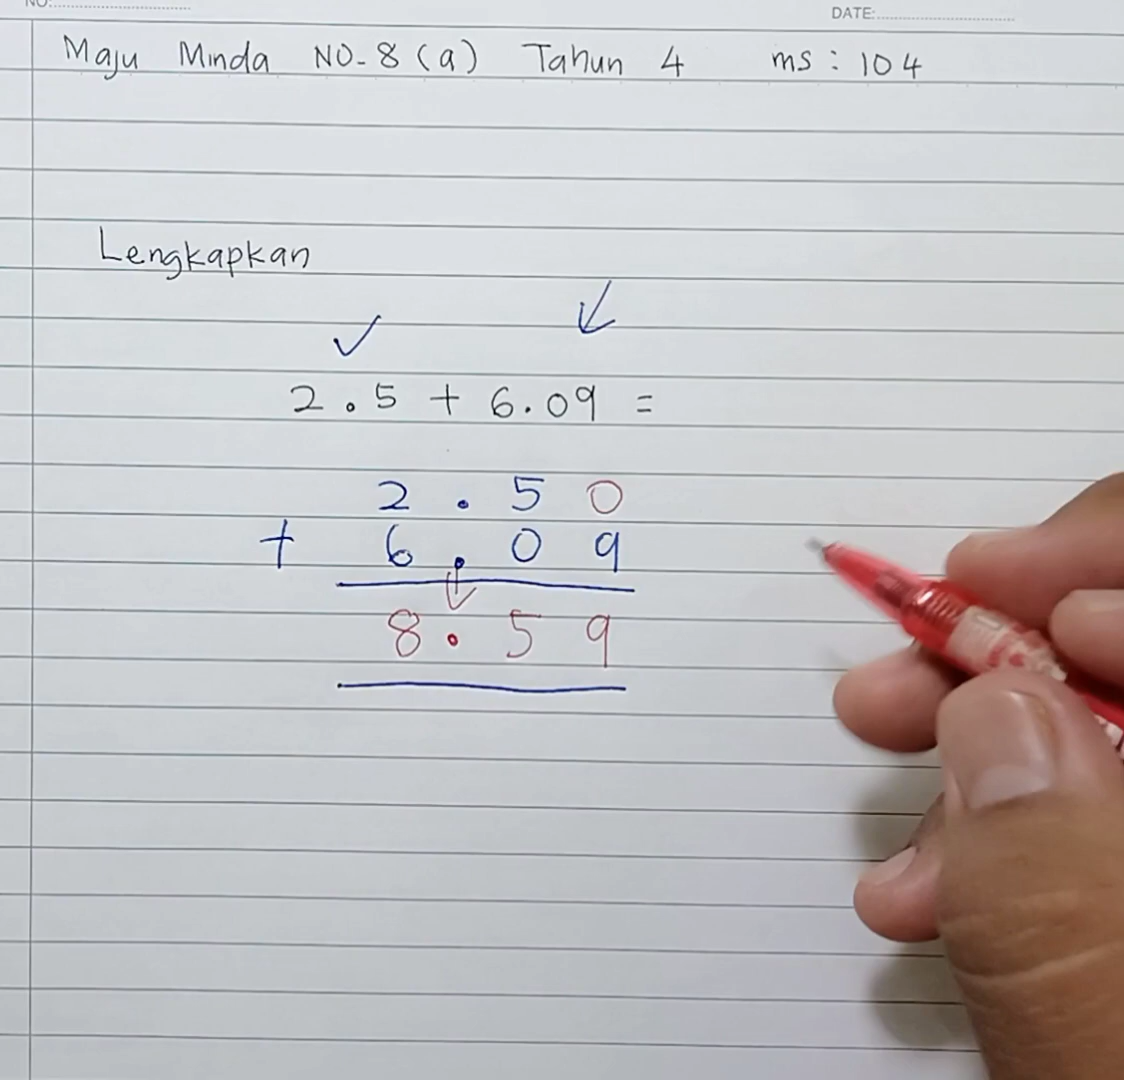 NO:
DATE:
Maju Minda NO. 8 (a) Tahun 4 ms : 104
Lengkapkan
2.5 + 6.09 =
2.50
+ 6.09
8.59